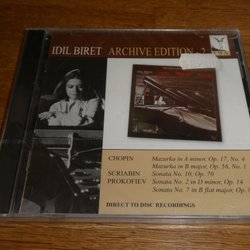 IDIL BIRET ARCHIVE EDITION - 2
CHOPIN Mazurka in A minor, Op. 17, No. 4
Mazurka in B major, Op. 56, No. 1
SCRIABIN Sonata No. 10, Op. 70
PROKOFIEV Sonata No. 2 in D minor, Op. 14
Sonata No. 7 in B flat major, Op.
DIRECT TO DISC RECORDINGS